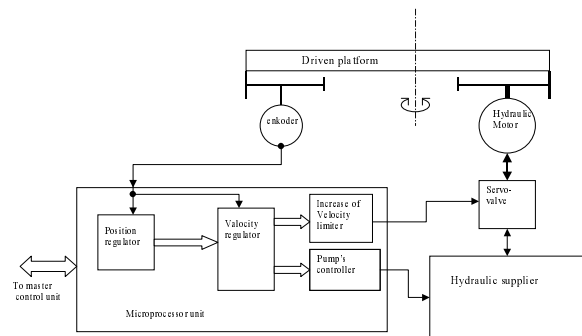 Driven platform
enkoder
Hydraulic
Motor
Servo-
valve
Increase of
Velocity
limiter
Valocity
regulator
Position
regulator
Pump's
controller
To master
control unit
Hydraulic supplier
Microprocessor unit